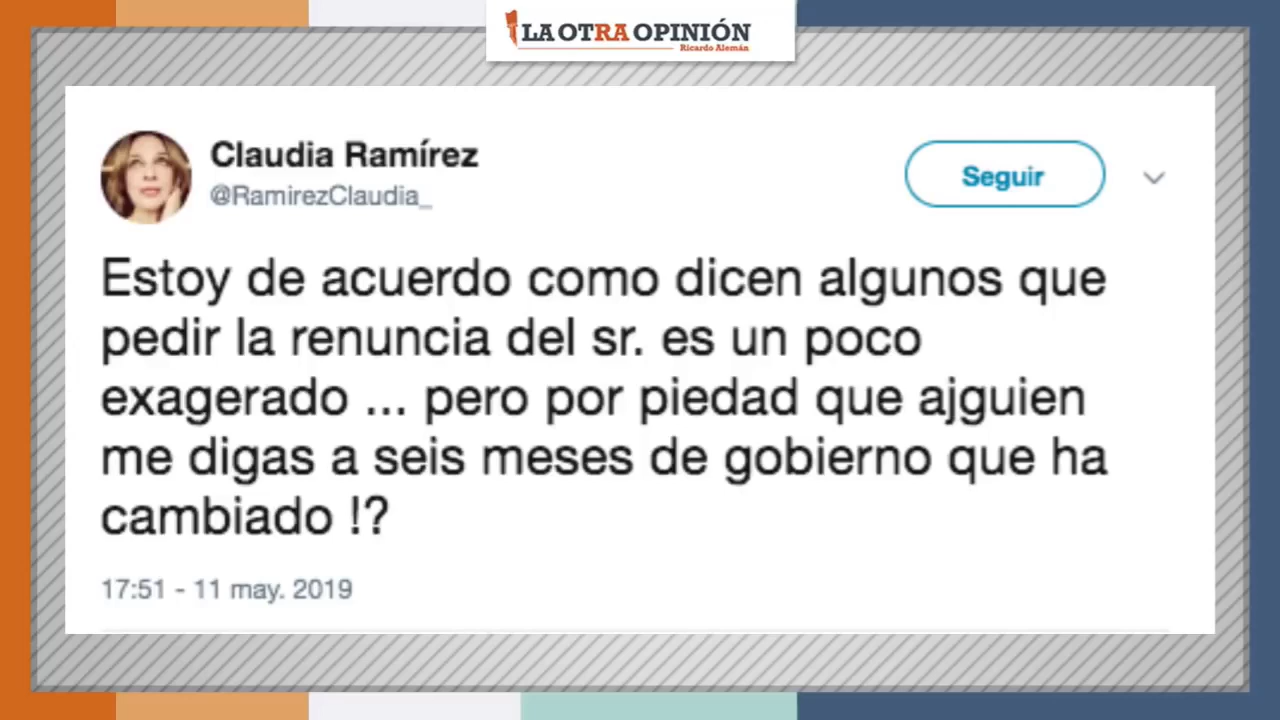 LA OTRA OPINIÓN
Ricardo Alemán
Claudia Ramírez
@RamirezClaudia_
Seguir
Estoy de acuerdo como dicen algunos que
pedir la renuncia del sr. es un poco
exagerado ... pero por piedad que ajguien
me digas a seis meses de gobierno que ha
cambiado !?
17:51 - 11 may. 2019